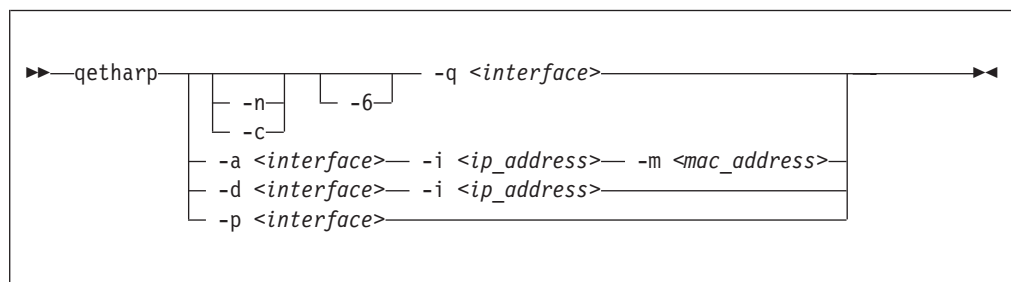 qetharp -q <interface>
-n -6
-c
-a <interface> -i <ip_address> -m <mac_address>
-d <interface> -i <ip_address>
-p <interface>